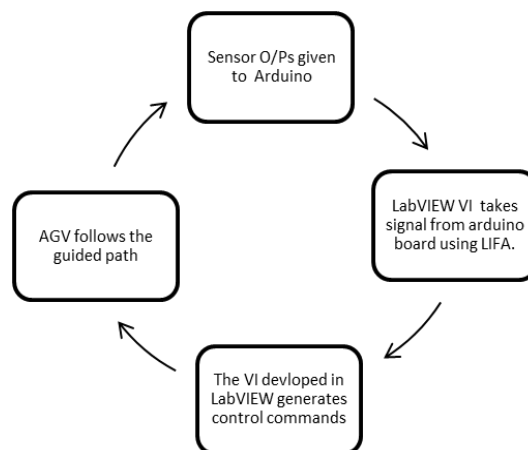 Sensor O/Ps given
to Arduino
LabVIEW VI takes
signal from arduino
board using LIFA.
The VI devloped in
LabVIEW generates
control commands
AGV follows the
guided path